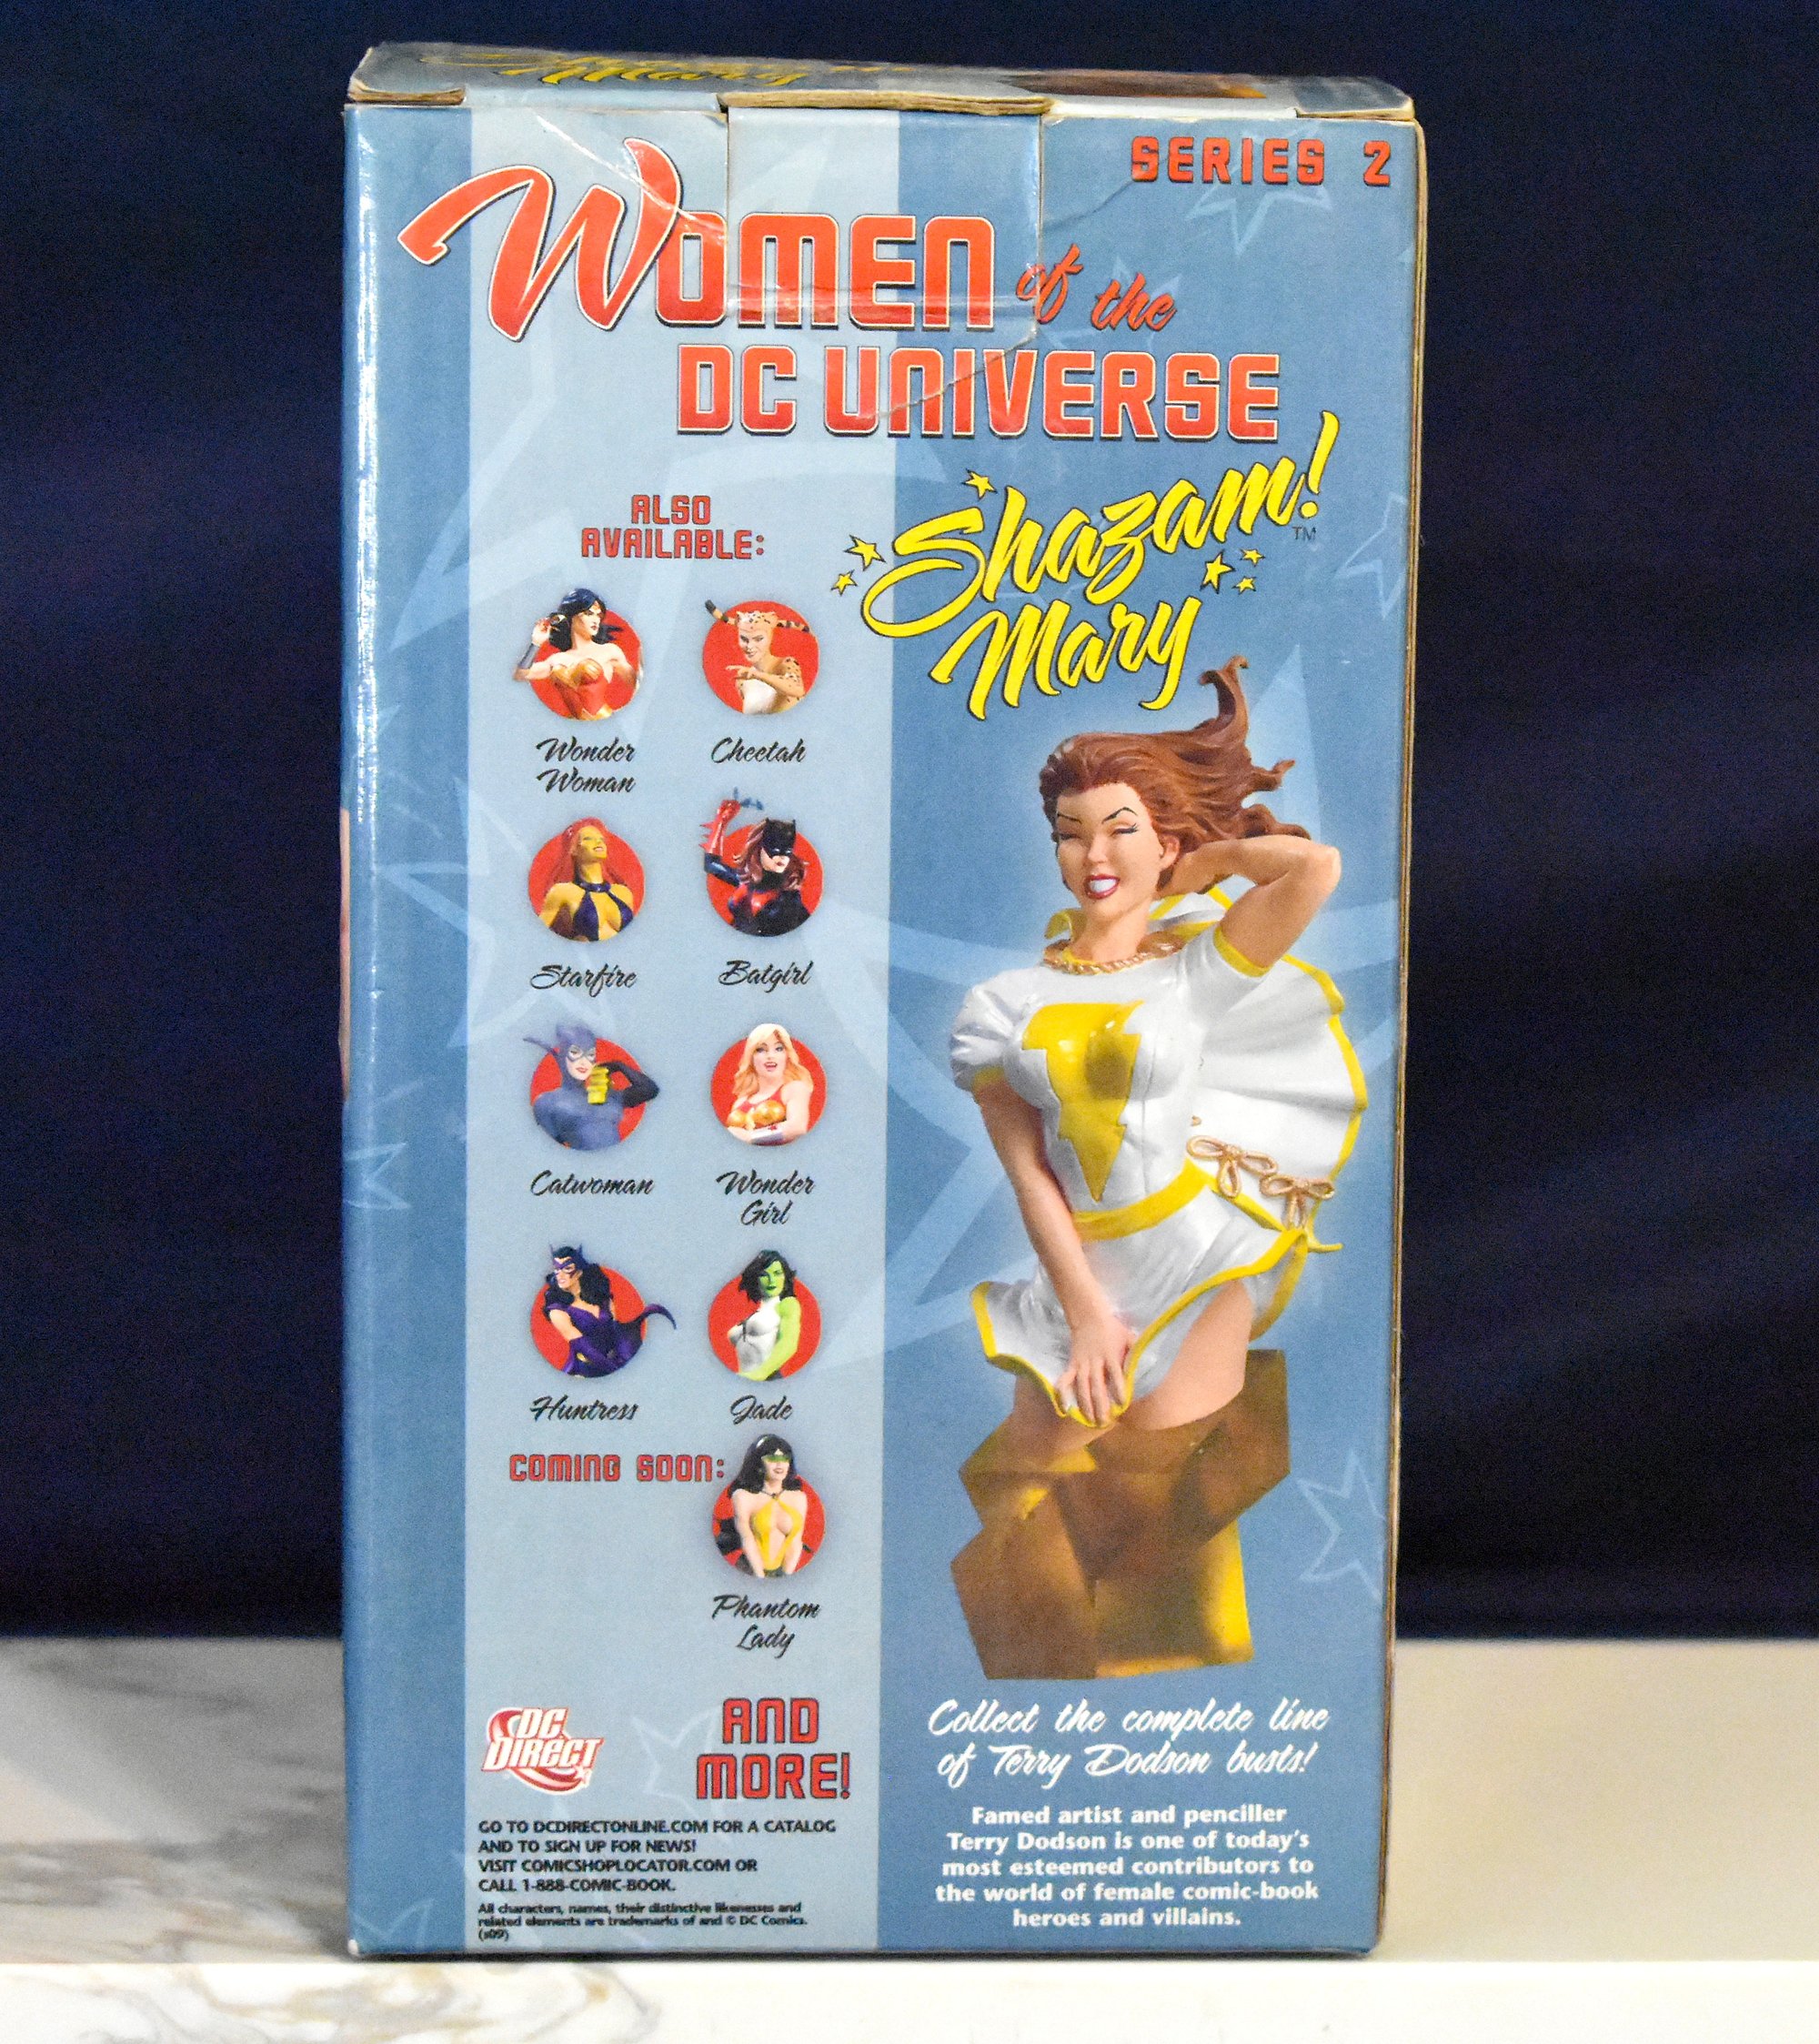 Shazam!
Mary
SERIES 2
WOMEN of the
DC UNIVERSE
Shazam!™
Mary
ALSO
AVAILABLE:
Wonder
Woman
Cheetah
Starfire
Batgirl
Catwoman
Wonder
Girl
Huntress
Jade
COMING SOON:
Phantom
Lady
AND
MORE!
DC
DIRECT
GO TO DCDIRECTONLINE.COM FOR A CATALOG
AND TO SIGN UP FOR NEWS!
VISIT COMICSHOPLOCATOR.COM OR
CALL 1-888-COMIC-BOOK.
All characters, names, their distinctive likenesses and
related elements are trademarks of and © DC Comics.
(s09)
Collect the complete line
of Terry Dodson busts!
Famed artist and penciller
Terry Dodson is one of today's
most esteemed contributors to
the world of female comic-book
heroes and villains.